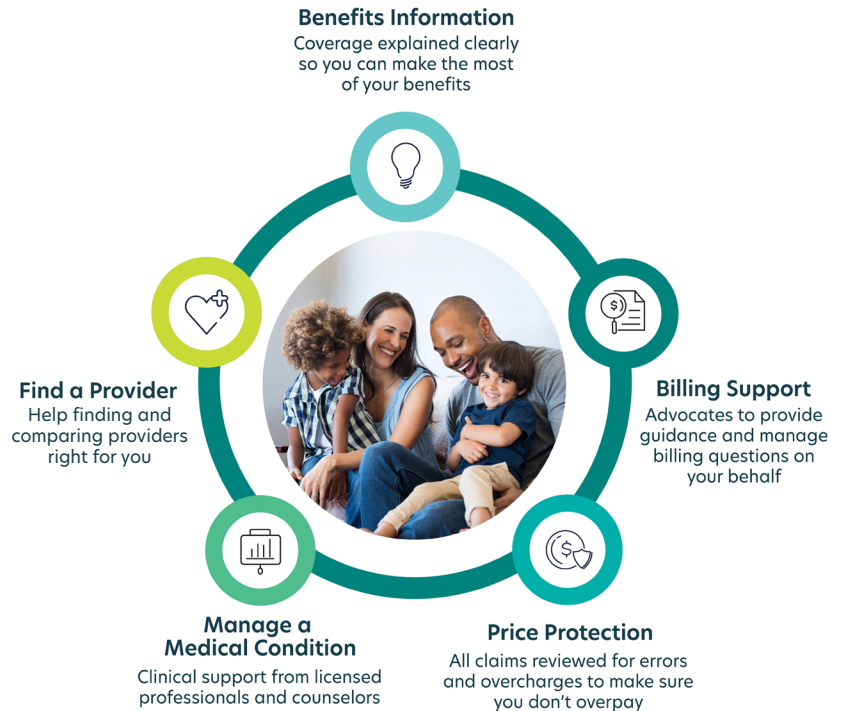 Benefits Information
Coverage explained clearly
so you can make the most
of your benefits
$
Billing Support
Advocates to provide
guidance and manage
billing questions on
your behalf
$
Price Protection
All claims reviewed for errors
and overcharges to make sure
you don’t overpay
Manage a
Medical Condition
Clinical support from licensed
professionals and counselors
Find a Provider
Help finding and
comparing providers
right for you